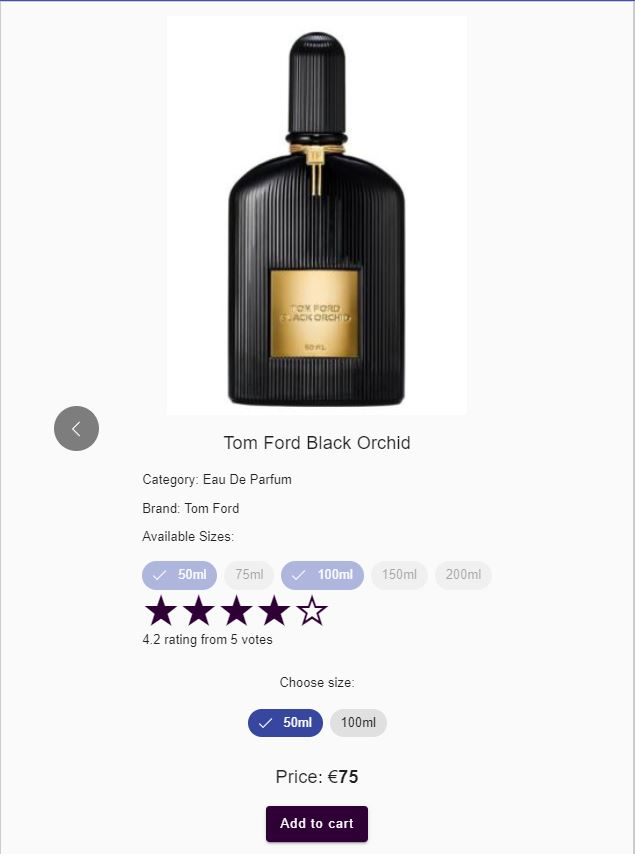 TF
TOM FORD
BLACK ORCHID
50 ML
Tom Ford Black Orchid
Category: Eau De Parfum
Brand: Tom Ford
Available Sizes:
50ml 75ml 100ml 150ml 200ml
4.2 rating from 5 votes
Choose size:
50ml 100ml
Price: €75
Add to cart